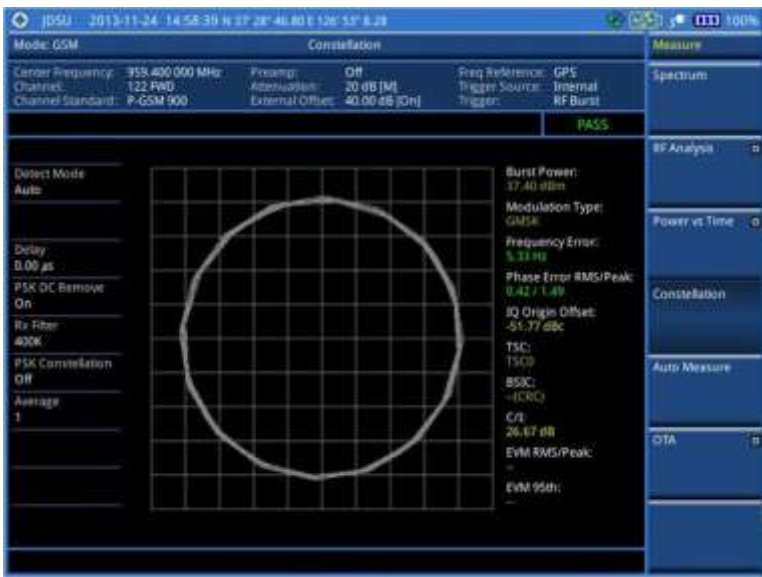 JDSU 2013-11-24 14:58:39 N 37° 28" 46.80 E 126° 53" 8.28 100%
Mode: GSM
Constellation
Measure
Center Frequency: 959.400 000 MHz
Channel: 122 FWD
Channel Standard: P-GSM 900
Preamp: Off
Attenuation: 20 dB [M]
External Offset: 40.00 dB [On]
Freq Reference: GPS
Trigger Source: Internal
Trigger: RF Burst
PASS
Detect Mode
Auto
Delay
0.00 µs
PSK DC Remove
On
Rx Filter
400K
PSK Constellation
Off
Average
1
Burst Power:
37.40 dBm
Modulation Type:
GMSK
Frequency Error:
5.33 Hz
Phase Error RMS/Peak:
0.42 / 1.49
IQ Origin Offset:
-51.77 dBc
TSC:
TSC0
BSIC:
--(CRC)
C/I:
26.67 dB
EVM RMS/Peak:
--
EVM 95th:
--
Spectrum
RF Analysis
Power vs Time
Constellation
Auto Measure
OTA